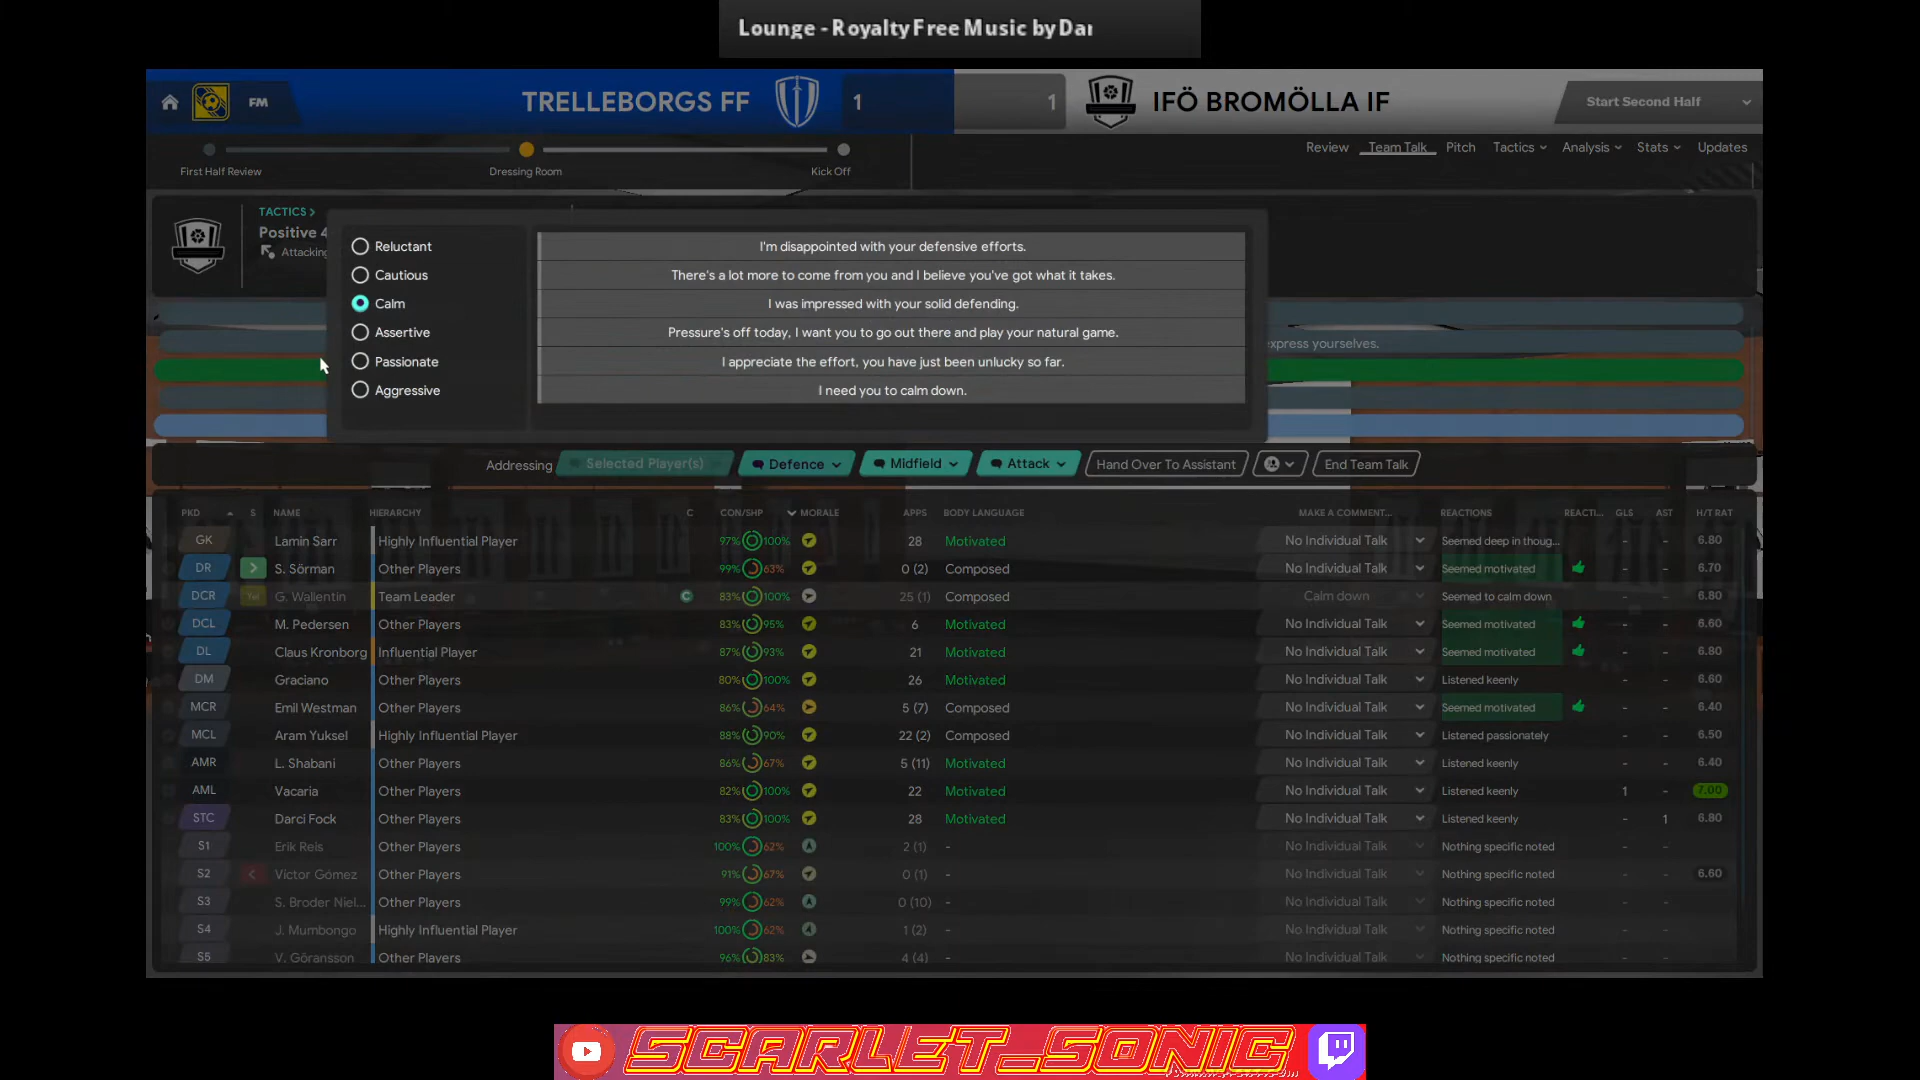 Lounge - Royalty Free Music by Dar
FM
TRELLEBORGS FF
1
1
IFÖ BROMÖLLA IF
Start Second Half
First Half Review
Dressing Room
Kick Off
Review Team Talk Pitch Tactics Analysis Stats Updates
TACTICS >
Positive 4
Attacking
Reluctant
Cautious
Calm
Assertive
Passionate
Aggressive
I'm disappointed with your defensive efforts.
There's a lot more to come from you and I believe you've got what it takes.
I was impressed with your solid defending.
Pressure's off today, I want you to go out there and play your natural game.
I appreciate the effort, you have just been unlucky so far.
I need you to calm down.
express yourselves.
Addressing Selected Player(s) Defence Midfield Attack Hand Over To Assistant End Team Talk
PKD S NAME HIERARCHY C CON/SHP MORALE APPS BODY LANGUAGE MAKE A COMMENT... REACTIONS REACTI... GLS AST H/T RAT
GK Lamin Sarr Highly Influential Player 97% 100% 28 Motivated No Individual Talk Seemed deep in thoug... - - 6.80
DR S. Sörman Other Players 99% 63% 0 (2) Composed No Individual Talk Seemed motivated - - 6.70
DCR Yel G. Wallentin Team Leader C 83% 100% 25 (1) Composed Calm down Seemed to calm down - - 6.80
DCL M. Pedersen Other Players 83% 95% 6 Motivated No Individual Talk Seemed motivated - - 6.60
DL Claus Kronborg Influential Player 87% 93% 21 Motivated No Individual Talk Seemed motivated - - 6.80
DM Graciano Other Players 80% 100% 26 Motivated No Individual Talk Listened keenly - - 6.60
MCR Emil Westman Other Players 86% 64% 5 (7) Composed No Individual Talk Seemed motivated - - 6.40
MCL Aram Yuksel Highly Influential Player 88% 90% 22 (2) Composed No Individual Talk Listened passionately - - 6.50
AMR L. Shabani Other Players 86% 67% 5 (11) Motivated No Individual Talk Listened keenly - - 6.40
AML Vacaria Other Players 82% 100% 22 Motivated No Individual Talk Listened keenly 1 - 7.00
STC Darci Fock Other Players 83% 100% 28 Motivated No Individual Talk Listened keenly - 1 6.80
S1 Erik Reis Other Players 100% 62% 2 (1) - No Individual Talk Nothing specific noted - -
S2 Victor Gómez Other Players 91% 67% 0 (1) - No Individual Talk Nothing specific noted - - 6.60
S3 S. Broder Niel... Other Players 99% 62% 0 (10) - No Individual Talk Nothing specific noted - -
S4 J. Mumbongo Highly Influential Player 100% 62% 1 (2) - No Individual Talk Nothing specific noted - -
S5 V. Göransson Other Players 96% 83% 4 (4) - No Individual Talk Nothing specific noted - -
SCARLET_SONIC